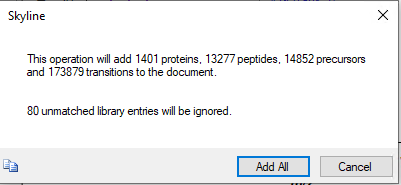 Skyline
This operation will add 1401 proteins, 13277 peptides, 14852 precursors
and 173879 transitions to the document.
80 unmatched library entries will be ignored.
Add All
Cancel